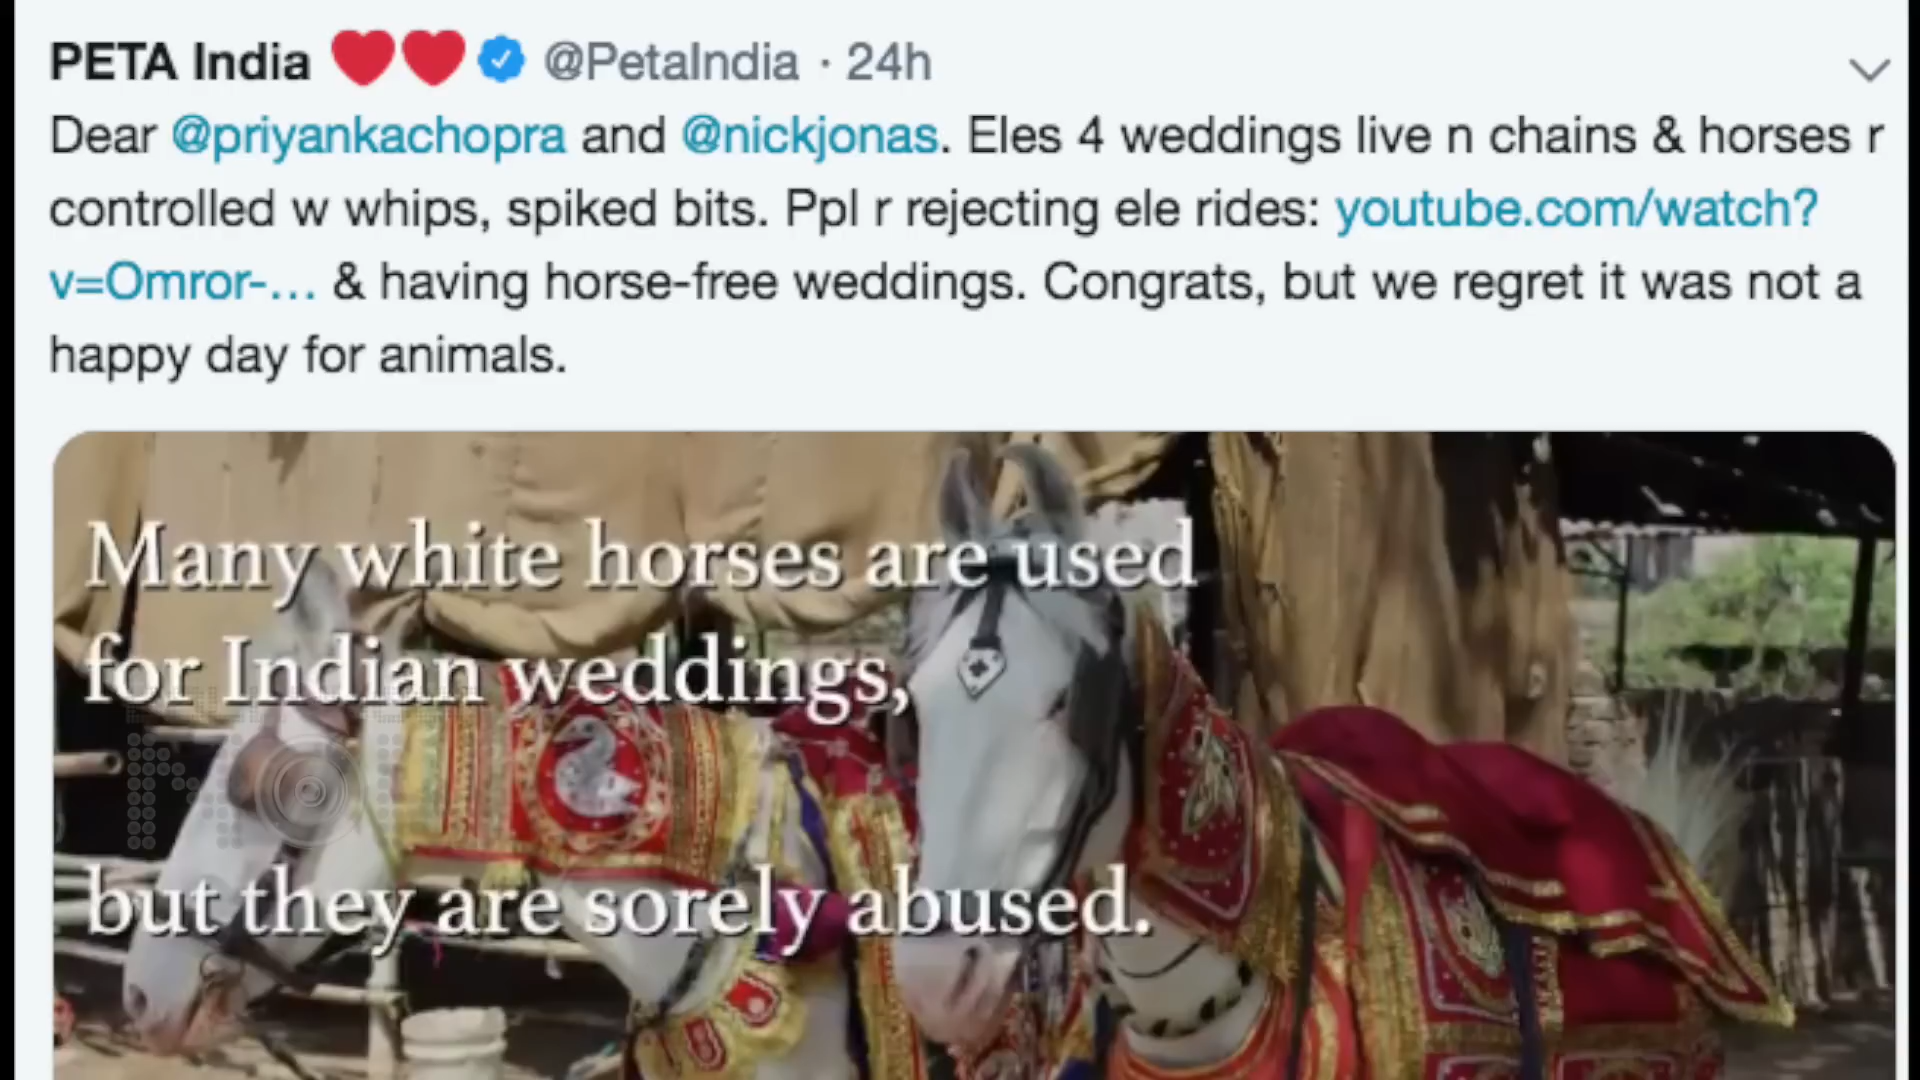 PETA India @PetaIndia · 24h
Dear @priyankachopra and @nickjonas. Eles 4 weddings live n chains & horses r
controlled w whips, spiked bits. Ppl r rejecting ele rides: youtube.com/watch?
v=Omror-... & having horse-free weddings. Congrats, but we regret it was not a
happy day for animals.
Many white horses are used
for Indian weddings,
but they are sorely abused.